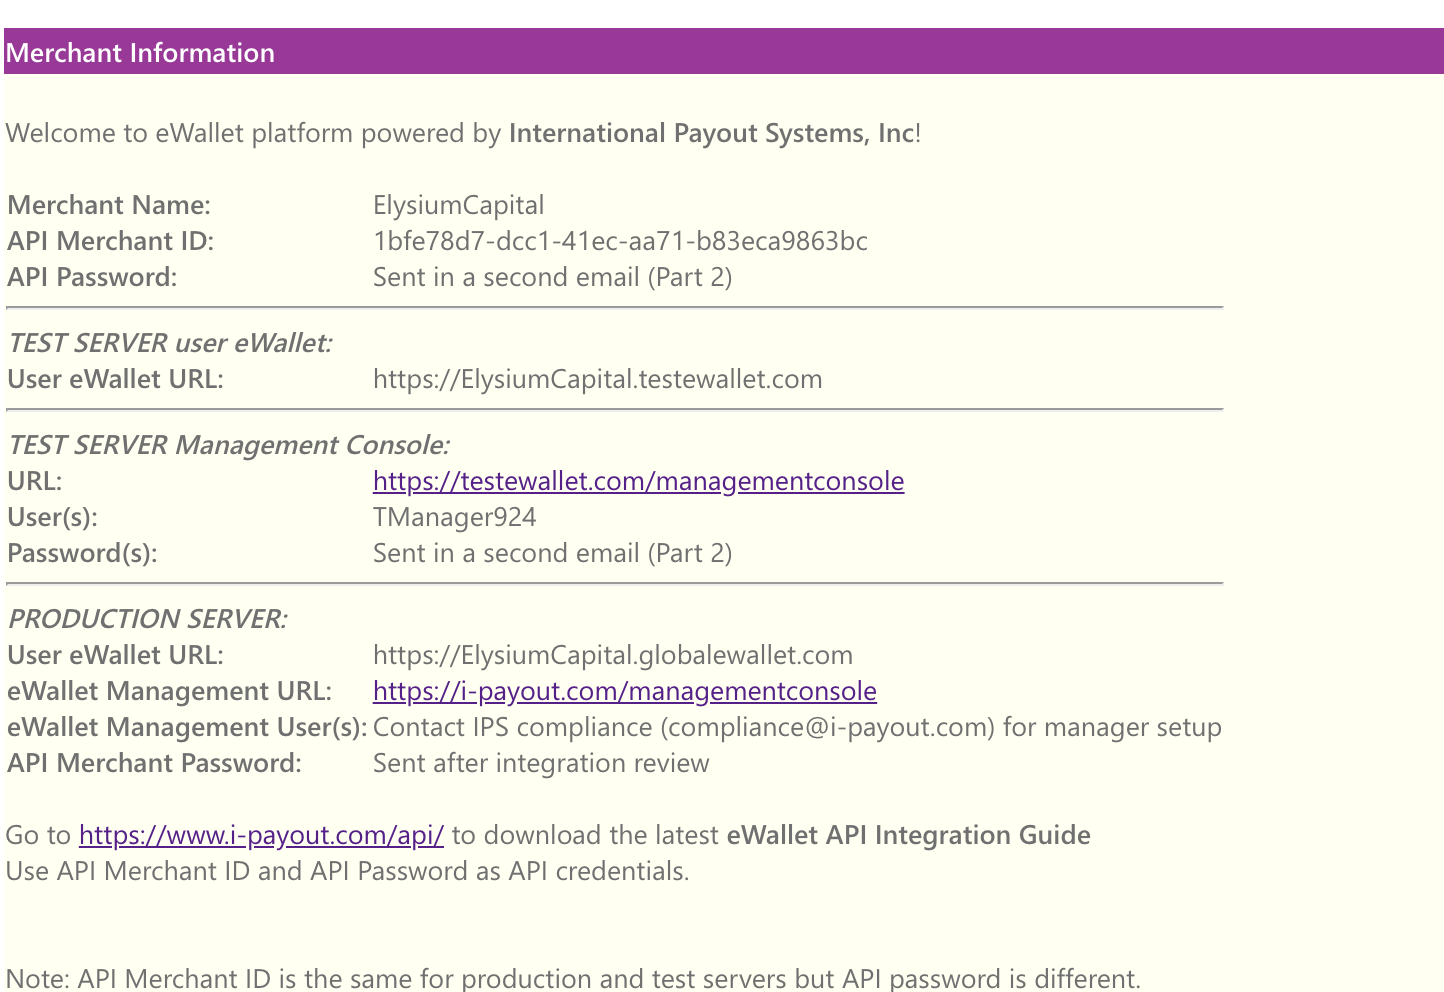 Merchant Information
Welcome to eWallet platform powered by International Payout Systems, Inc!
Merchant Name: ElysiumCapital
API Merchant ID: 1bfe78d7-dcc1-41ec-aa71-b83eca9863bc
API Password: Sent in a second email (Part 2)
TEST SERVER user eWallet:
User eWallet URL: https://ElysiumCapital.testewallet.com
TEST SERVER Management Console:
URL: https://testewallet.com/managementconsole
User(s): TManager924
Password(s): Sent in a second email (Part 2)
PRODUCTION SERVER:
User eWallet URL: https://ElysiumCapital.globalewallet.com
eWallet Management URL: https://i-payout.com/managementconsole
eWallet Management User(s): Contact IPS compliance (compliance@i-payout.com) for manager setup
API Merchant Password: Sent after integration review
Go to https://www.i-payout.com/api/ to download the latest eWallet API Integration Guide
Use API Merchant ID and API Password as API credentials.
Note: API Merchant ID is the same for production and test servers but API password is different.